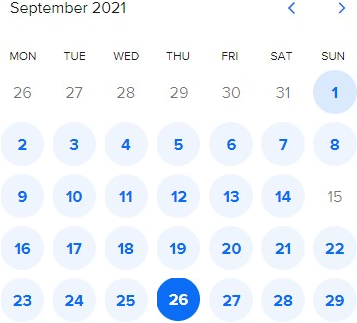 September 2021
MON TUE WED THU FRI SAT SUN
26 27 28 29 30 31 1
2 3 4 5 6 7 8
9 10 11 12 13 14 15
16 17 18 19 20 21 22
23 24 25 26 27 28 29